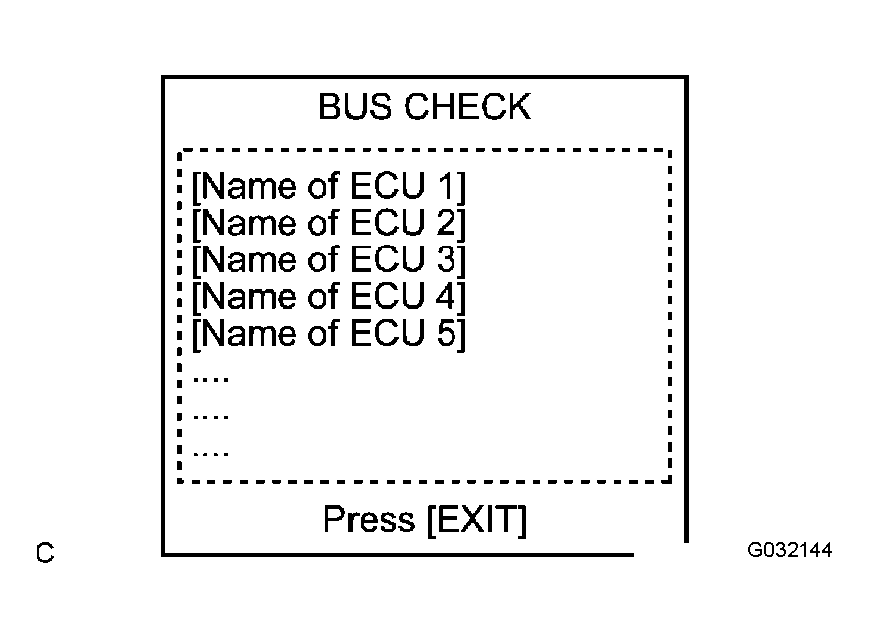 BUS CHECK
[Name of ECU 1]
[Name of ECU 2]
[Name of ECU 3]
[Name of ECU 4]
[Name of ECU 5]
....
....
....
Press [EXIT]
C
G032144